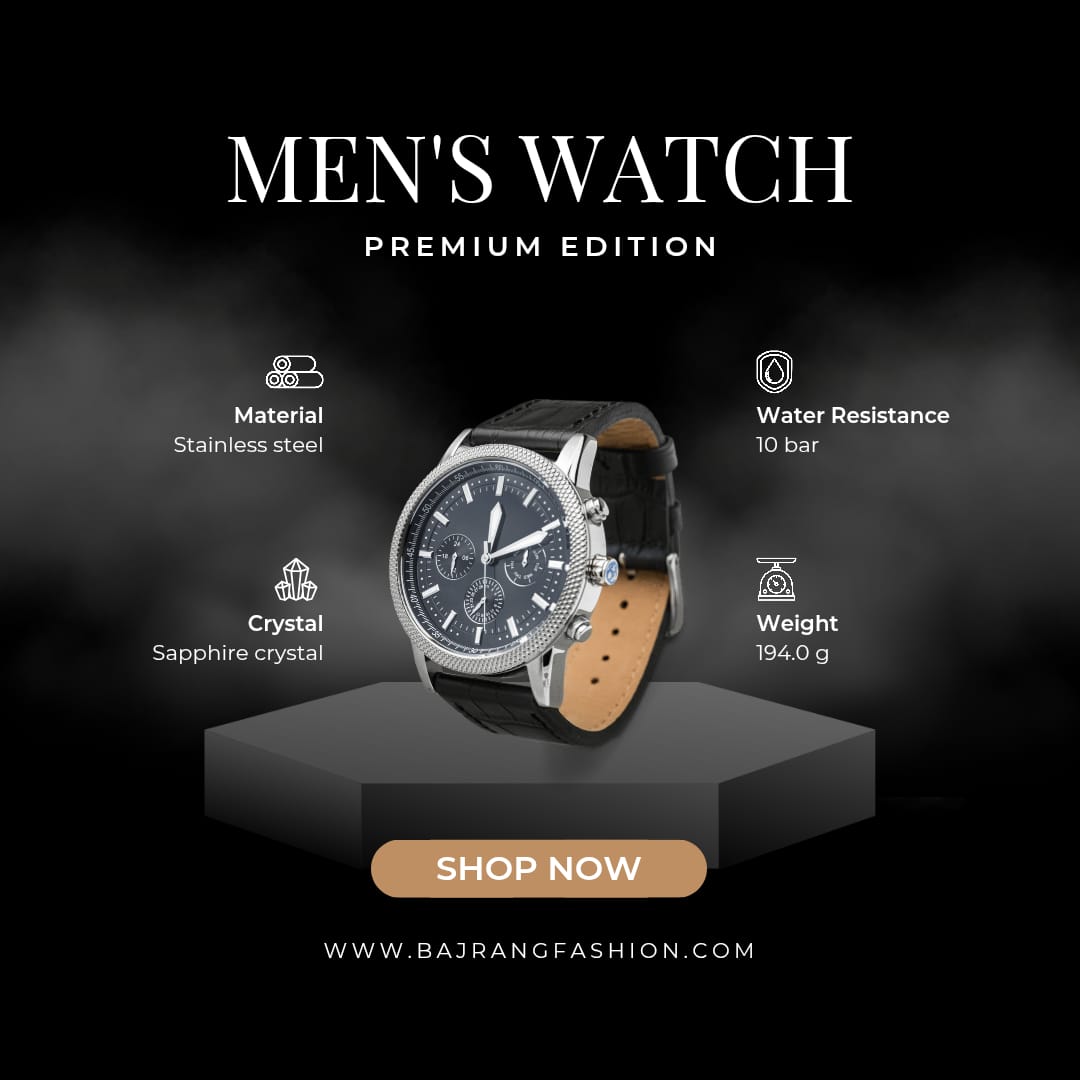 MEN'S WATCH
PREMIUM EDITION
Material
Stainless steel
Water Resistance
10 bar
Crystal
Sapphire crystal
Weight
194.0 g
SHOP NOW
WWW.BAJRANGFASHION.COM